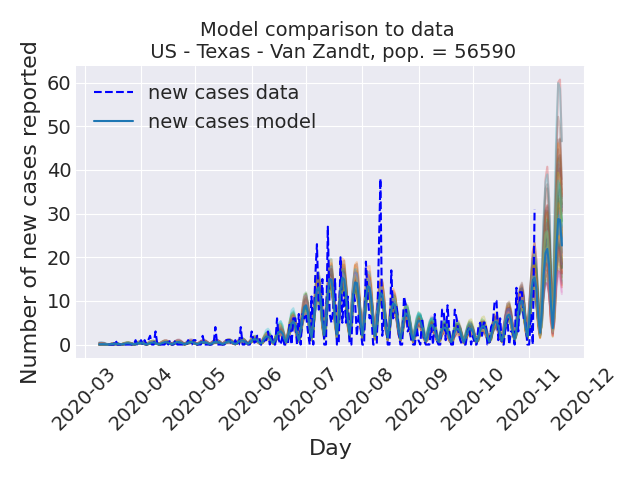 Model comparison to data
US - Texas - Van Zandt, pop. = 56590
Number of new cases reported
60
50
40
30
20
10
0
new cases data
new cases model
2020-03
2020-04
2020-05
2020-06
2020-07
2020-08
2020-09
2020-10
2020-11
2020-12
Day